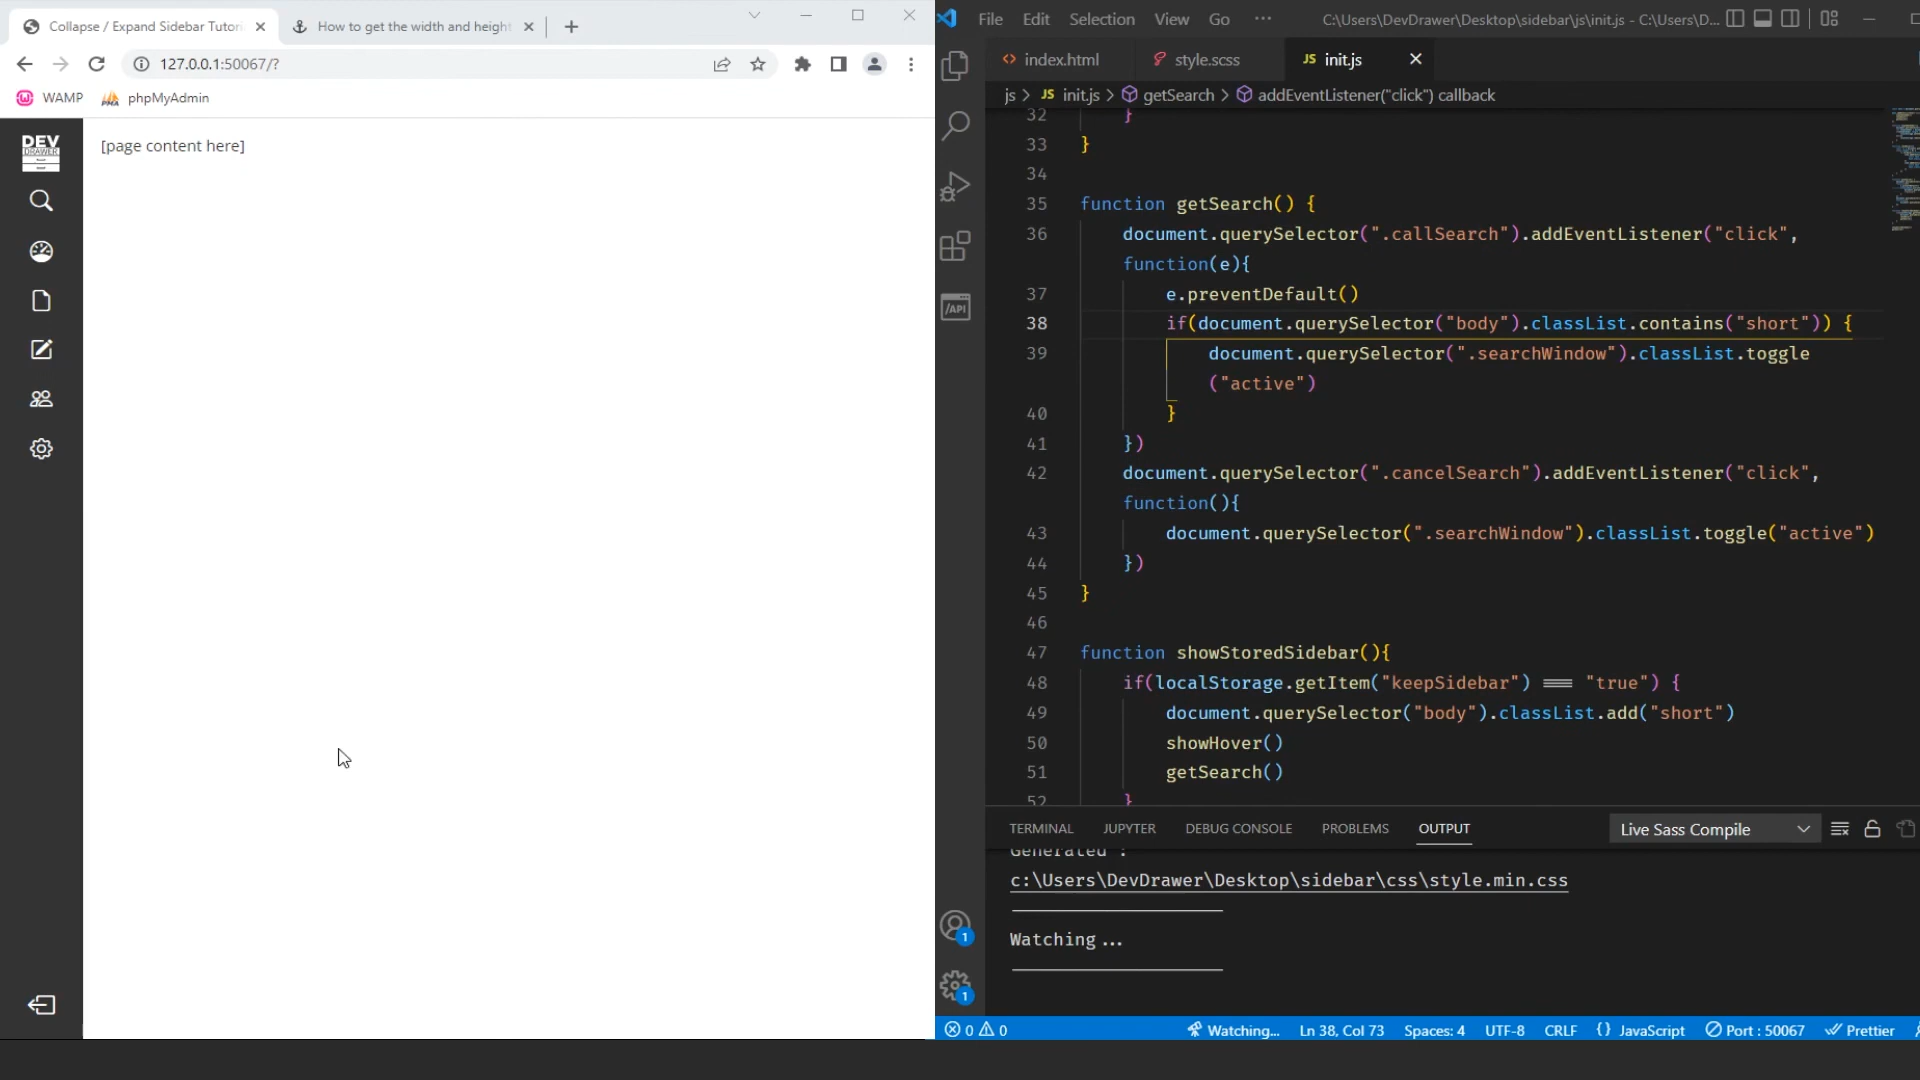 Collapse / Expand Sidebar Tutori
How to get the width and height
127.0.0.1:50067/?
WAMP
phpMyAdmin
DEV
DRAWER
[page content here]
File Edit Selection View Go ···
C:\Users\DevDrawer\Desktop\sidebar\js\init.js - C:\Users\D...
index.html
style.scss
JS init.js
js > JS init.js > getSearch > addEventListener("click") callback
/API
32 }
33 }
34
35 function getSearch() {
36 document.querySelector(".callSearch").addEventListener("click",
function(e){
37 e.preventDefault()
38 if(document.querySelector("body").classList.contains("short")) {
39 document.querySelector(".searchWindow").classList.toggle
("active")
40 }
41 })
42 document.querySelector(".cancelSearch").addEventListener("click",
function(){
43 document.querySelector(".searchWindow").classList.toggle("active")
44 })
45 }
46
47 function showStoredSidebar(){
48 if(localStorage.getItem("keepSidebar") === "true") {
49 document.querySelector("body").classList.add("short")
50 showHover()
51 getSearch()
52 }
TERMINAL JUPYTER DEBUG CONSOLE PROBLEMS OUTPUT
Live Sass Compile
Generated :
c:\Users\DevDrawer\Desktop\sidebar\css\style.min.css
Watching...
1
1
0 0
Watching... Ln 38, Col 73 Spaces: 4 UTF-8 CRLF {} JavaScript Port : 50067 Prettier